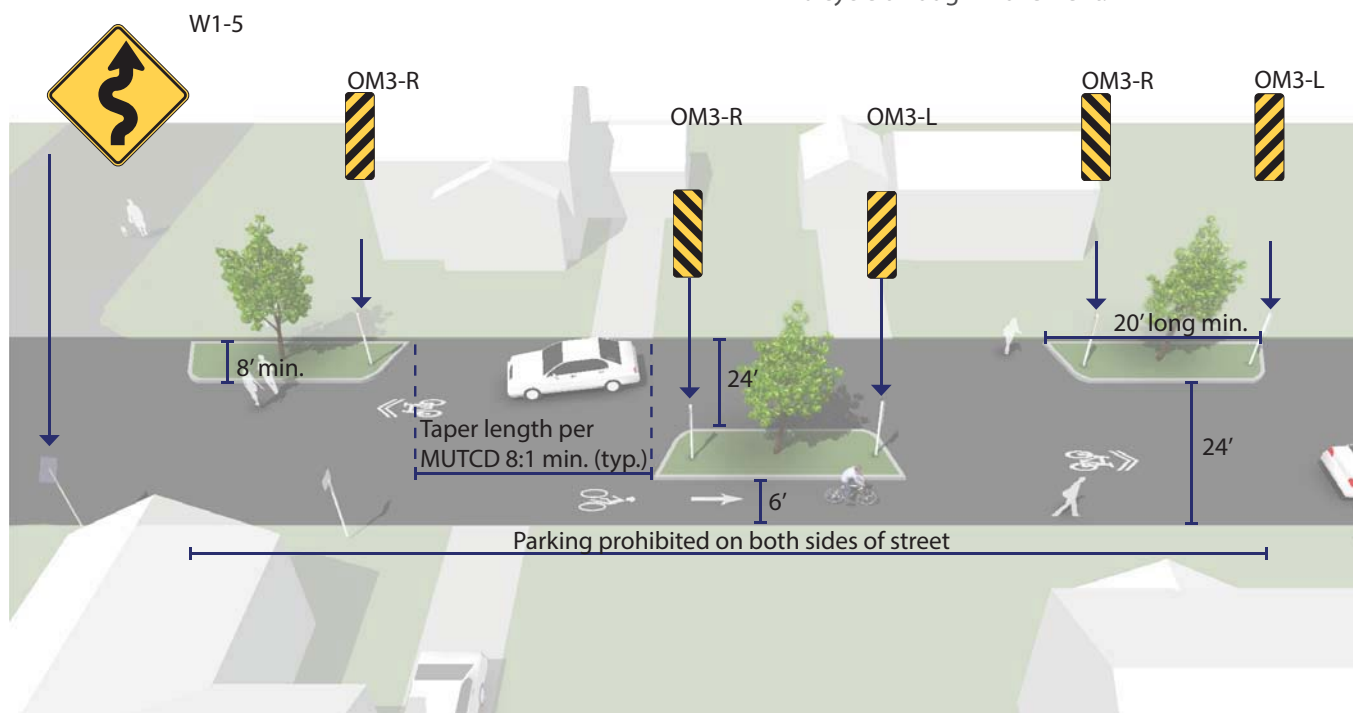 W1-5
OM3-R
OM3-R
OM3-L
OM3-R
OM3-L
8' min.
24'
20' long min.
Taper length per
MUTCD 8:1 min. (typ.)
24'
6'
Parking prohibited on both sides of street